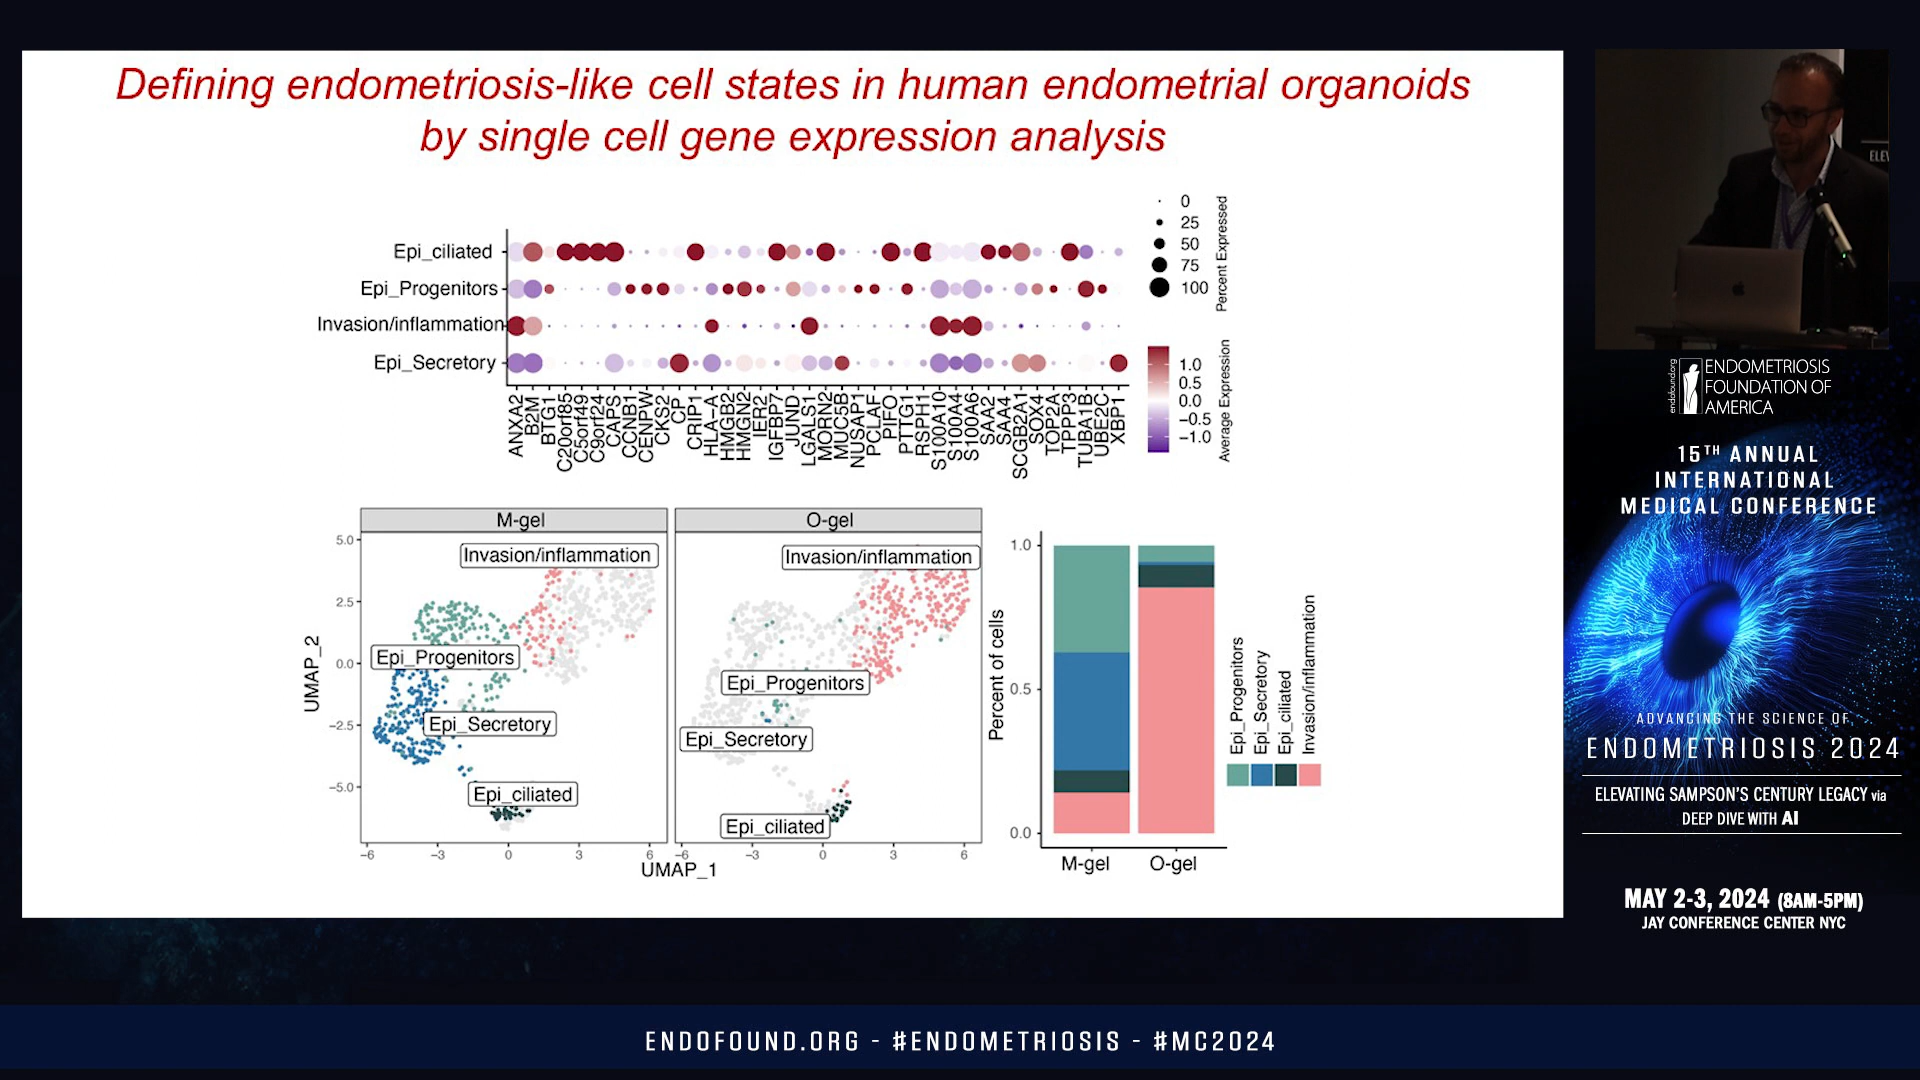 Defining endometriosis-like cell states in human endometrial organoids
by single cell gene expression analysis
Epi_ciliated
Epi_Progenitors
Invasion/inflammation
Epi_Secretory
ANXA2
B2M
BTG1
C20orf85
C5orf49
C9orf24
CAPS
CCNB1
CENPW
CKS2
CP
CRIP1
HLA-A
HMGB2
HMGN2
IER2
IGFBP7
JUND
LGALS1
MORN2
MUC5B
NUSAP1
PCLAF
PIFO
PTTG1
RSPH1
S100A10
S100A4
S100A6
SAA2
SAA4
SCGB2A1
SOX4
TOP2A
TPPP3
TUBA1B
UBE2C
XBP1
0
25
50
75
100
Percent Expressed
1.0
0.5
0.0
−0.5
−1.0
Average Expression
M-gel
Invasion/inflammation
Epi_Progenitors
Epi_Secretory
Epi_ciliated
5.0
2.5
0.0
−2.5
−5.0
UMAP_2
−6 −3 0 3 6
O-gel
Invasion/inflammation
Epi_Progenitors
Epi_Secretory
Epi_ciliated
−6 −3 0 3 6
UMAP_1
Percent of cells
1.0
0.5
0.0
M-gel O-gel
Epi_Progenitors
Epi_Secretory
Epi_ciliated
Invasion/inflammation
ELEV
endofound.org
ENDOMETRIOSIS
FOUNDATION OF
AMERICA
15TH ANNUAL
INTERNATIONAL
MEDICAL CONFERENCE
ADVANCING THE SCIENCE OF
ENDOMETRIOSIS 2024
ELEVATING SAMPSON'S CENTURY LEGACY via
DEEP DIVE WITH AI
MAY 2-3, 2024 (8AM-5PM)
JAY CONFERENCE CENTER NYC
ENDOFOUND.ORG - #ENDOMETRIOSIS - #MC2024